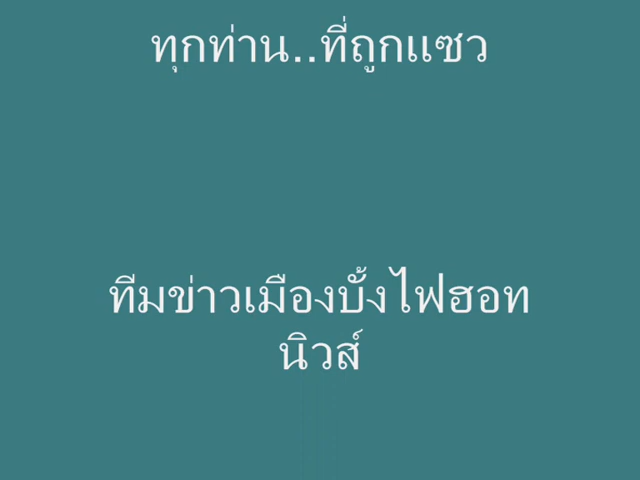 ทุกท่าน..ที่ถูกแซว
ทีมข่าวเมืองบั้งไฟฮอท
นิวส์